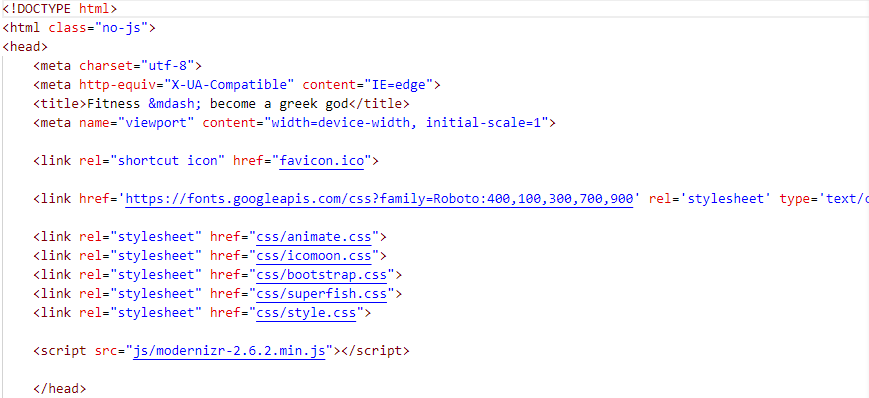 <!DOCTYPE html>
<html class="no-js">
<head>
<meta charset="utf-8">
<meta http-equiv="X-UA-Compatible" content="IE=edge">
<title>Fitness &mdash; become a greek god</title>
<meta name="viewport" content="width=device-width, initial-scale=1">
<link rel="shortcut icon" href="favicon.ico">
<link href='https://fonts.googleapis.com/css?family=Roboto:400,100,300,700,900' rel='stylesheet' type='text/c
<link rel="stylesheet" href="css/animate.css">
<link rel="stylesheet" href="css/icomoon.css">
<link rel="stylesheet" href="css/bootstrap.css">
<link rel="stylesheet" href="css/superfish.css">
<link rel="stylesheet" href="css/style.css">
<script src="js/modernizr-2.6.2.min.js"></script>
</head>